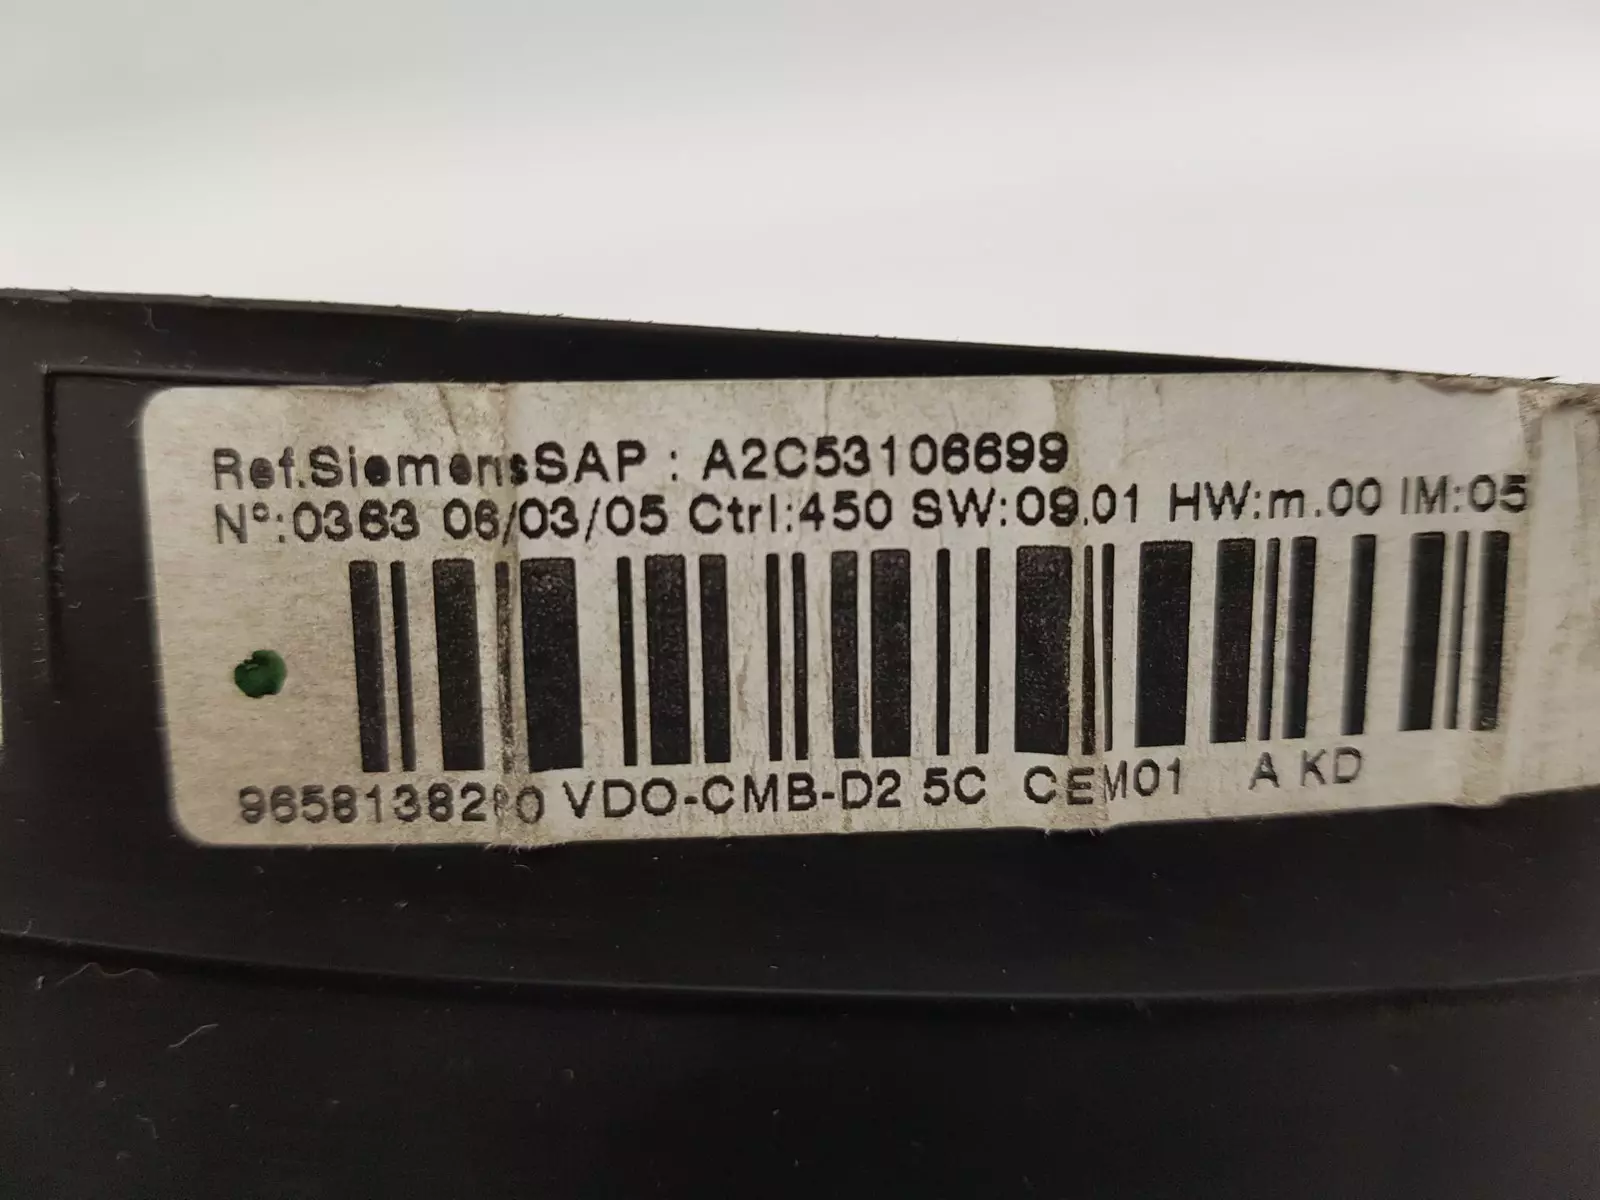 Ref.SiemensSAP : A2C53106699
N°:0363 06/03/05 Ctrl:450 SW:09.01 HW:m.00 IM:05
VDO-CMB-D2 5C CEM01 A KD